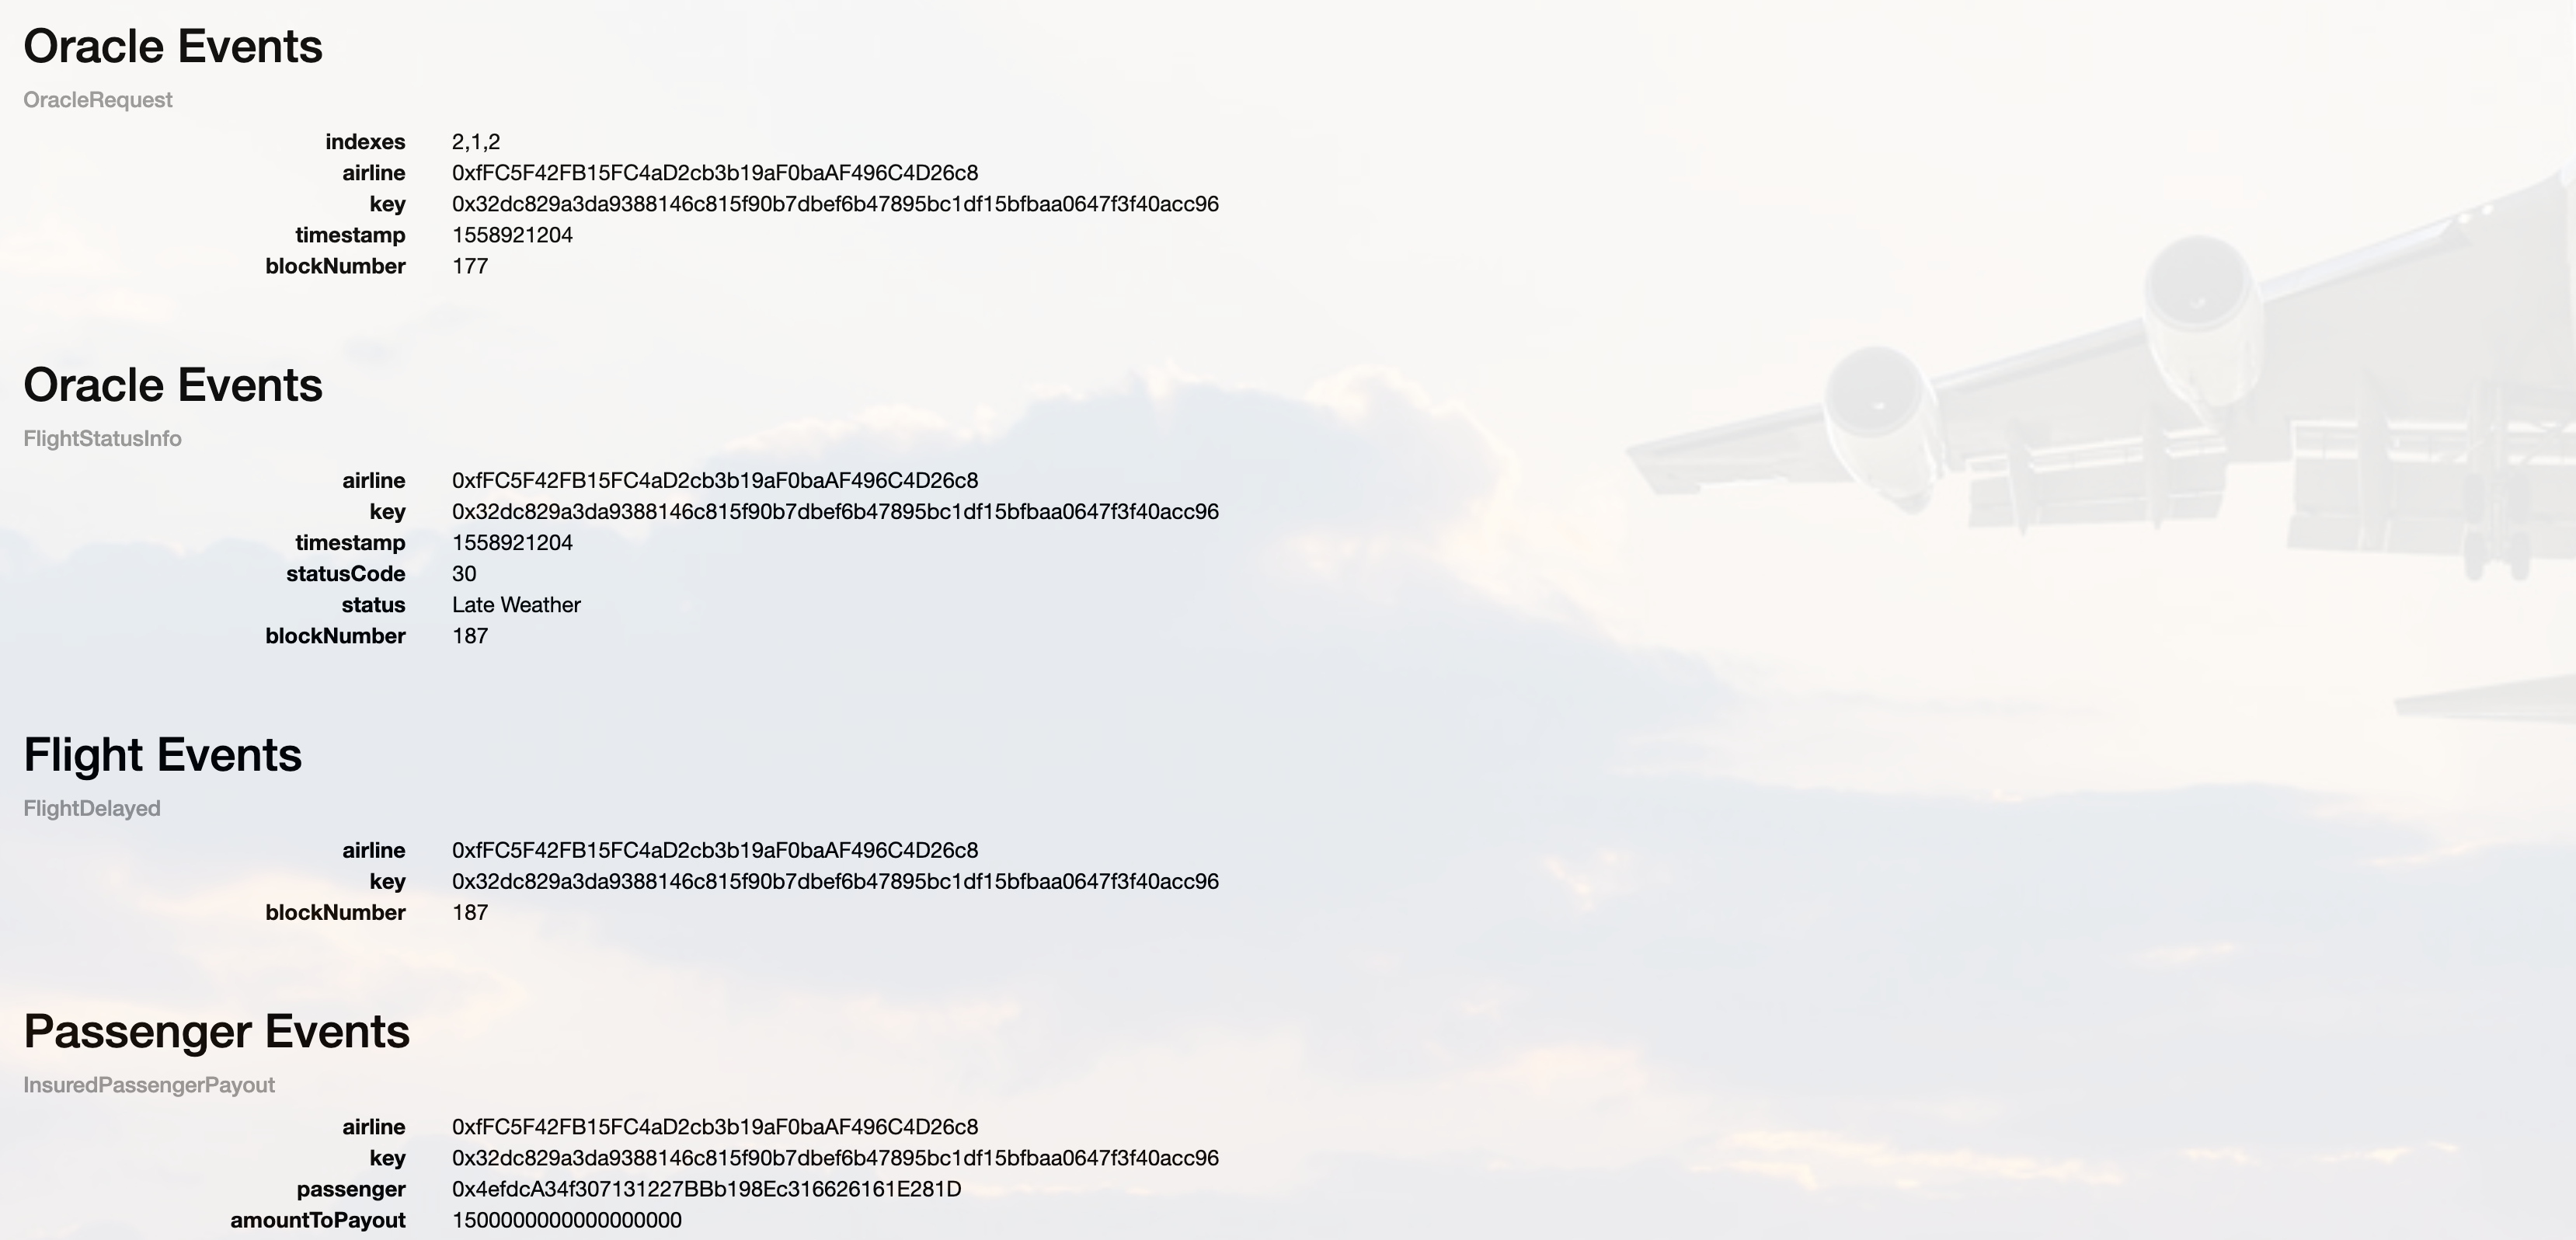 Oracle Events
OracleRequest
indexes 2,1,2
airline 0xfFC5F42FB15FC4aD2cb3b19aF0baAF496C4D26c8
key 0x32dc829a3da9388146c815f90b7dbef6b47895bc1df15bfbaa0647f3f40acc96
timestamp 1558921204
blockNumber 177
Oracle Events
FlightStatusInfo
airline 0xfFC5F42FB15FC4aD2cb3b19aF0baAF496C4D26c8
key 0x32dc829a3da9388146c815f90b7dbef6b47895bc1df15bfbaa0647f3f40acc96
timestamp 1558921204
statusCode 30
status Late Weather
blockNumber 187
Flight Events
FlightDelayed
airline 0xfFC5F42FB15FC4aD2cb3b19aF0baAF496C4D26c8
key 0x32dc829a3da9388146c815f90b7dbef6b47895bc1df15bfbaa0647f3f40acc96
blockNumber 187
Passenger Events
InsuredPassengerPayout
airline 0xfFC5F42FB15FC4aD2cb3b19aF0baAF496C4D26c8
key 0x32dc829a3da9388146c815f90b7dbef6b47895bc1df15bfbaa0647f3f40acc96
passenger 0x4efdcA34f307131227BBb198Ec316626161E281D
amountToPayout 1500000000000000000